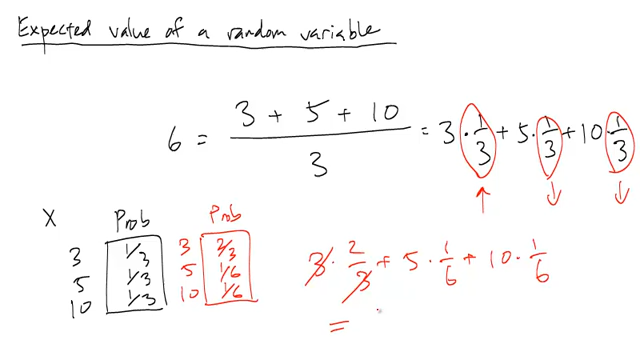 Expected value of a random variable
6 = (3 + 5 + 10)/3 = 3 · 1/3 + 5 · 1/3 + 10 · 1/3
X Prob Prob
3 1/3 3 2/3
5 1/3 5 1/6
10 1/3 10 1/6
3 · 2/3 + 5 · 1/6 + 10 · 1/6
=